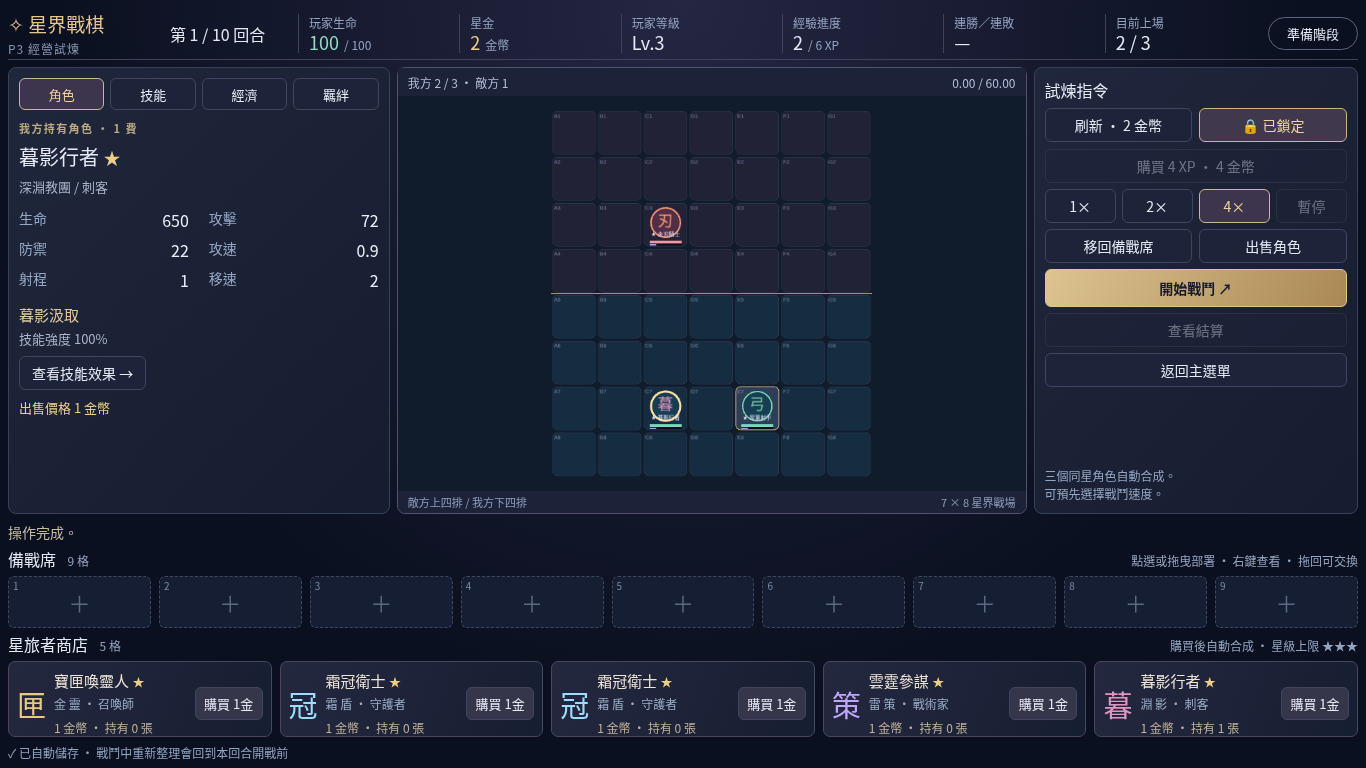 ✧ 星界戰棋
P3 經營試煉
第 1 / 10 回合
玩家生命
100 / 100
星金
2 金幣
玩家等級
Lv.3
經驗進度
2 / 6 XP
連勝／連敗
—
目前上場
2 / 3
準備階段
角色
技能
經濟
羈絆
我方持有角色 · 1 費
暮影行者 ★
深淵教團 / 刺客
生命 650 攻擊 72
防禦 22 攻速 0.9
射程 1 移速 2
暮影汲取
技能強度 100%
查看技能效果 →
出售價格 1 金幣
我方 2 / 3 · 敵方 1
0.00 / 60.00
刃
暮
弓
敵方上四排 / 我方下四排
7 × 8 星界戰場
試煉指令
刷新 · 2 金幣
🔒 已鎖定
購買 4 XP · 4 金幣
1×
2×
4×
暫停
移回備戰席
出售角色
開始戰鬥 ↗
查看結算
返回主選單
三個同星角色自動合成。
可預先選擇戰鬥速度。
操作完成。
備戰席 9 格
點選或拖曳部署 · 右鍵查看 · 拖回可交換
1 2 3 4 5 6 7 8 9
星旅者商店 5 格
購買後自動合成 · 星級上限 ★★★
匣
寶匣喚靈人 ★
金 靈 · 召喚師
1 金幣 · 持有 0 張
購買 1金
冠
霜冠衛士 ★
霜 盾 · 守護者
1 金幣 · 持有 0 張
購買 1金
冠
霜冠衛士 ★
霜 盾 · 守護者
1 金幣 · 持有 0 張
購買 1金
策
雲霆參謀 ★
雷 策 · 戰術家
1 金幣 · 持有 0 張
購買 1金
暮
暮影行者 ★
淵 影 · 刺客
1 金幣 · 持有 1 張
購買 1金
✓ 已自動儲存 · 戰鬥中重新整理會回到本回合開戰前